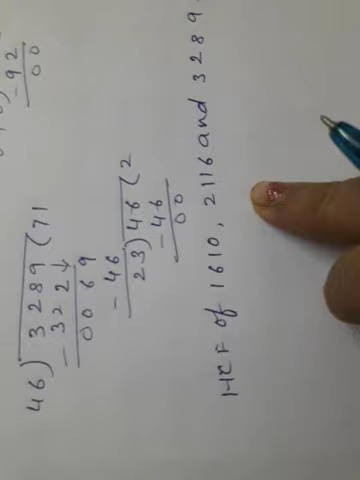 - 92
00
46) 3289 (71
- 322↓
0069
- 46
23) 46 (2
- 46
00
HCF of 1610, 2116 and 3289